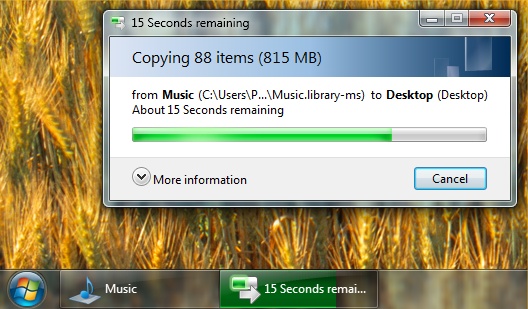 15 Seconds remaining
Copying 88 items (815 MB)
from Music (C:\Users\P...\Music.library-ms) to Desktop (Desktop)
About 15 Seconds remaining
More information
Cancel
Music
15 Seconds remai...